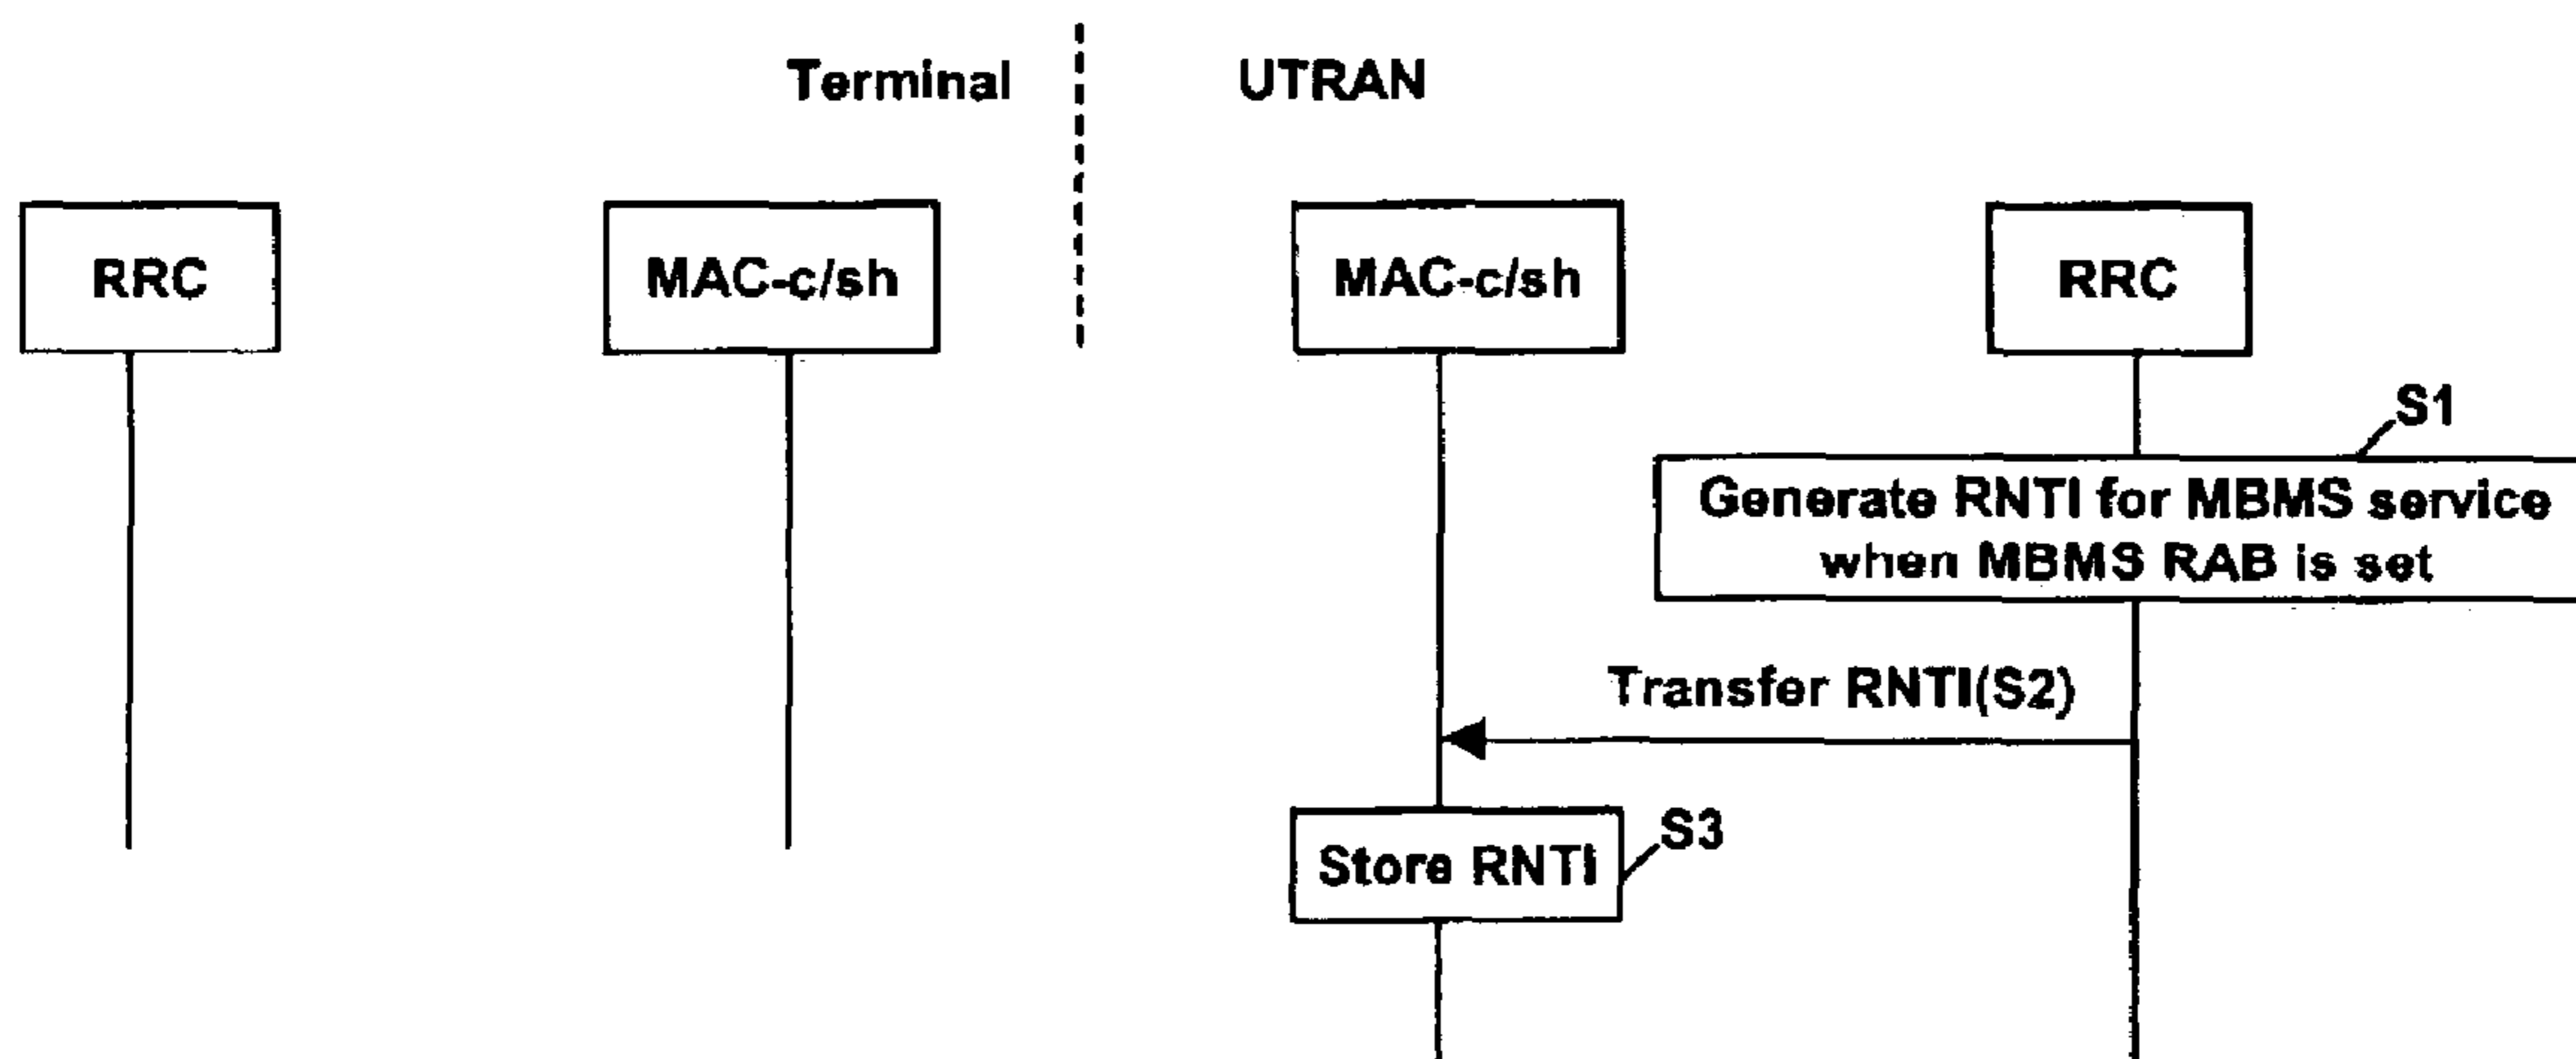 Terminal
UTRAN
RRC
MAC-c/sh
MAC-c/sh
RRC
S1
Generate RNTI for MBMS service
when MBMS RAB is set
Transfer RNTI(S2)
Store RNTI
S3